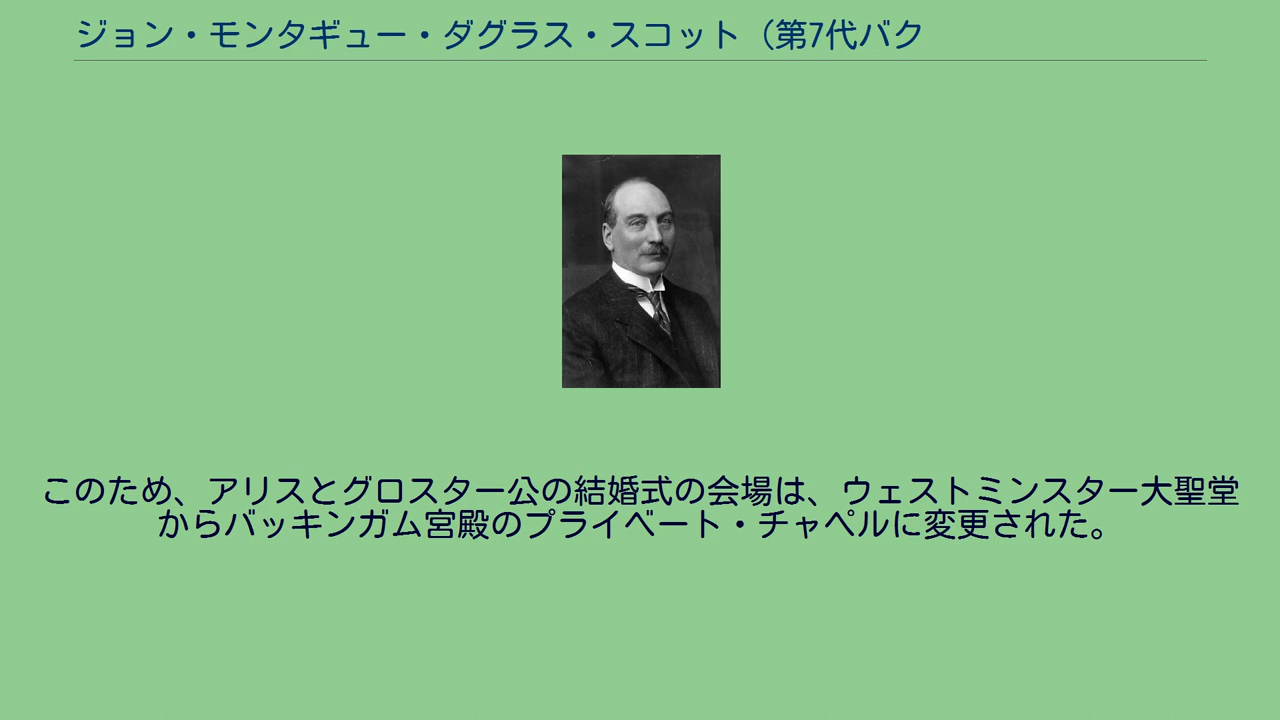 ジョン・モンタギュー・ダグラス・スコット（第7代バク
このため、アリスとグロスター公の結婚式の会場は、ウェストミンスター大聖堂
からバッキンガム宮殿のプライベート・チャペルに変更された。